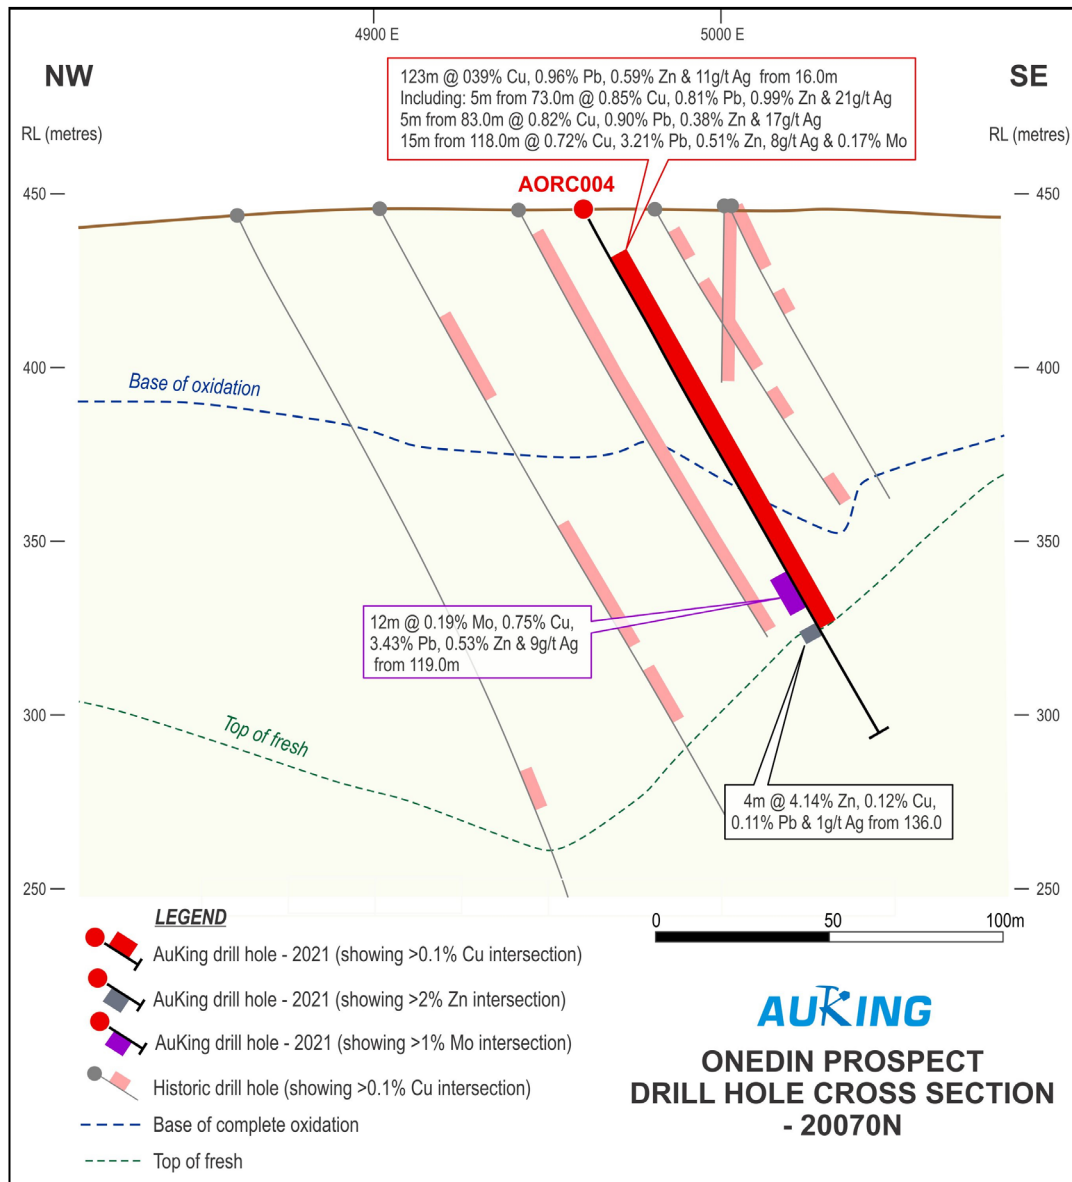 4900 E
5000 E
NW
SE
RL (metres)
RL (metres)
123m @ 039% Cu, 0.96% Pb, 0.59% Zn & 11g/t Ag from 16.0m
Including: 5m from 73.0m @ 0.85% Cu, 0.81% Pb, 0.99% Zn & 21g/t Ag
5m from 83.0m @ 0.82% Cu, 0.90% Pb, 0.38% Zn & 17g/t Ag
15m from 118.0m @ 0.72% Cu, 3.21% Pb, 0.51% Zn, 8g/t Ag & 0.17% Mo
AORC004
450
450
400
400
Base of oxidation
350
350
12m @ 0.19% Mo, 0.75% Cu,
3.43% Pb, 0.53% Zn & 9g/t Ag
from 119.0m
300
300
Top of fresh
4m @ 4.14% Zn, 0.12% Cu,
0.11% Pb & 1g/t Ag from 136.0
250
250
LEGEND
AuKing drill hole - 2021 (showing >0.1% Cu intersection)
AuKing drill hole - 2021 (showing >2% Zn intersection)
AuKing drill hole - 2021 (showing >1% Mo intersection)
Historic drill hole (showing >0.1% Cu intersection)
Base of complete oxidation
Top of fresh
0 50 100m
AUKING
ONEDIN PROSPECT
DRILL HOLE CROSS SECTION
- 20070N